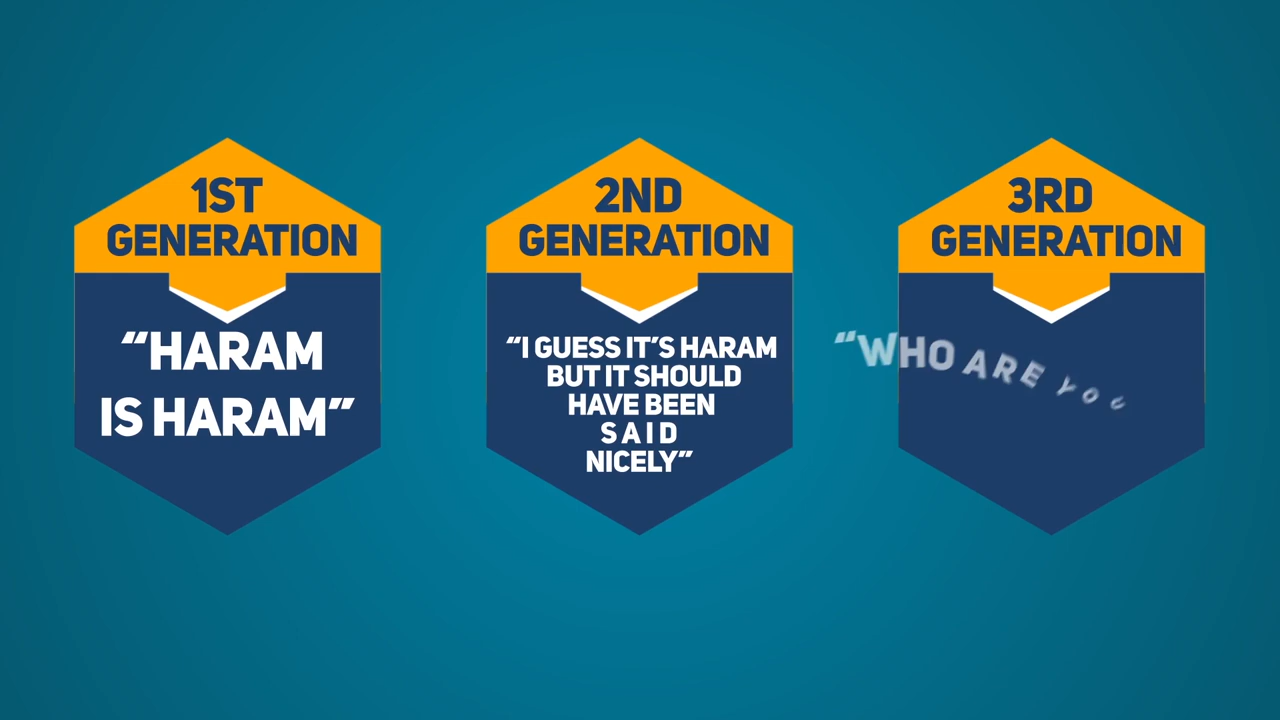 1ST
GENERATION
“HARAM
IS HARAM”
2ND
GENERATION
“I GUESS IT’S HARAM
BUT IT SHOULD
HAVE BEEN
SAID
NICELY”
3RD
GENERATION
“WHO ARE YOU